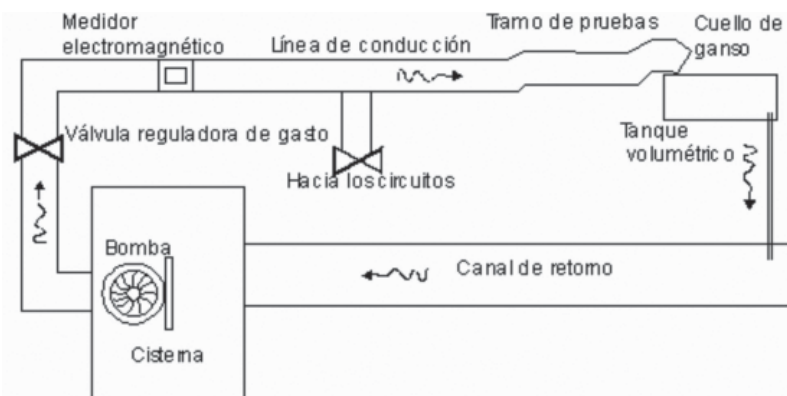 Medidor
electromagnético
Línea de conducción
Tramo de pruebas
Cuello de
ganso
Válvula reguladora de gasto
Hacia los circuitos
Tanque
volumétrico
Bomba
Canal de retorno
Cisterna